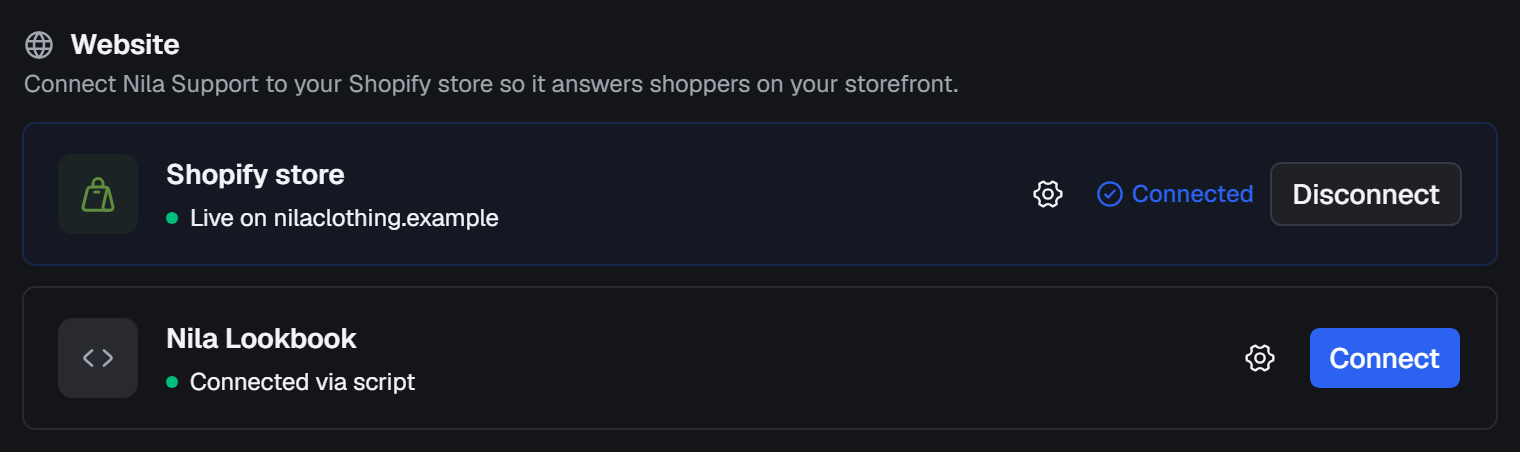 Website
Connect Nila Support to your Shopify store so it answers shoppers on your storefront.
Shopify store
Live on nilaclothing.example
Connected
Disconnect
Nila Lookbook
Connected via script
Connect